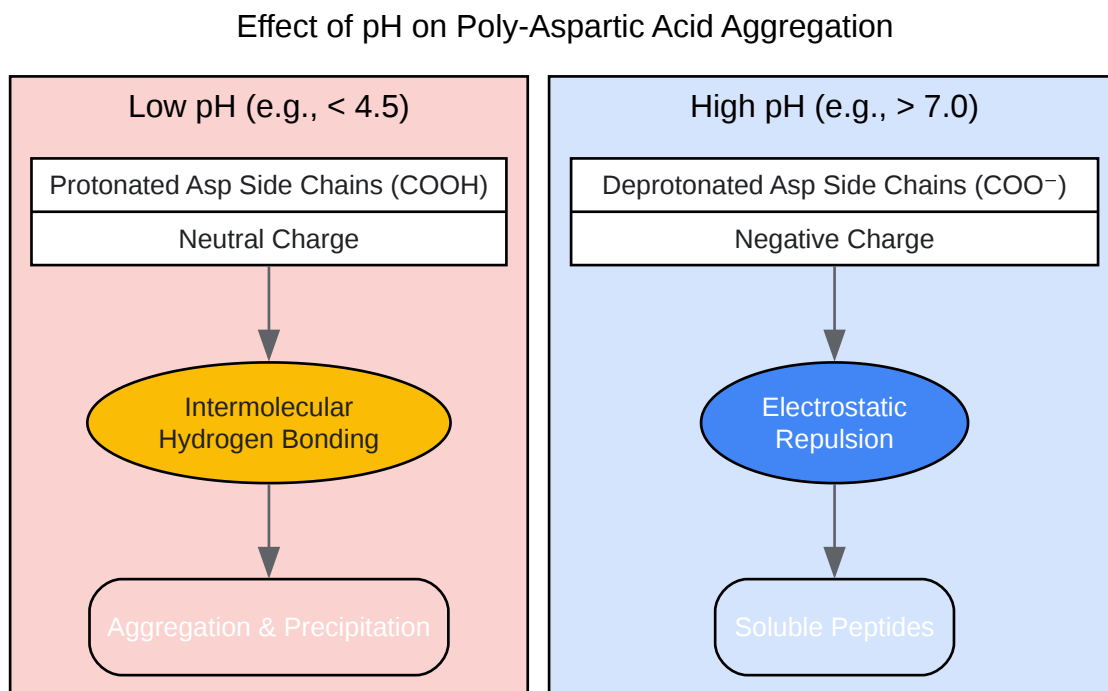 Effect of pH on Poly-Aspartic Acid Aggregation
Low pH (e.g., < 4.5)
Protonated Asp Side Chains (COOH)
Neutral Charge
Intermolecular
Hydrogen Bonding
Aggregation & Precipitation
High pH (e.g., > 7.0)
Deprotonated Asp Side Chains (COO⁻)
Negative Charge
Electrostatic
Repulsion
Soluble Peptides